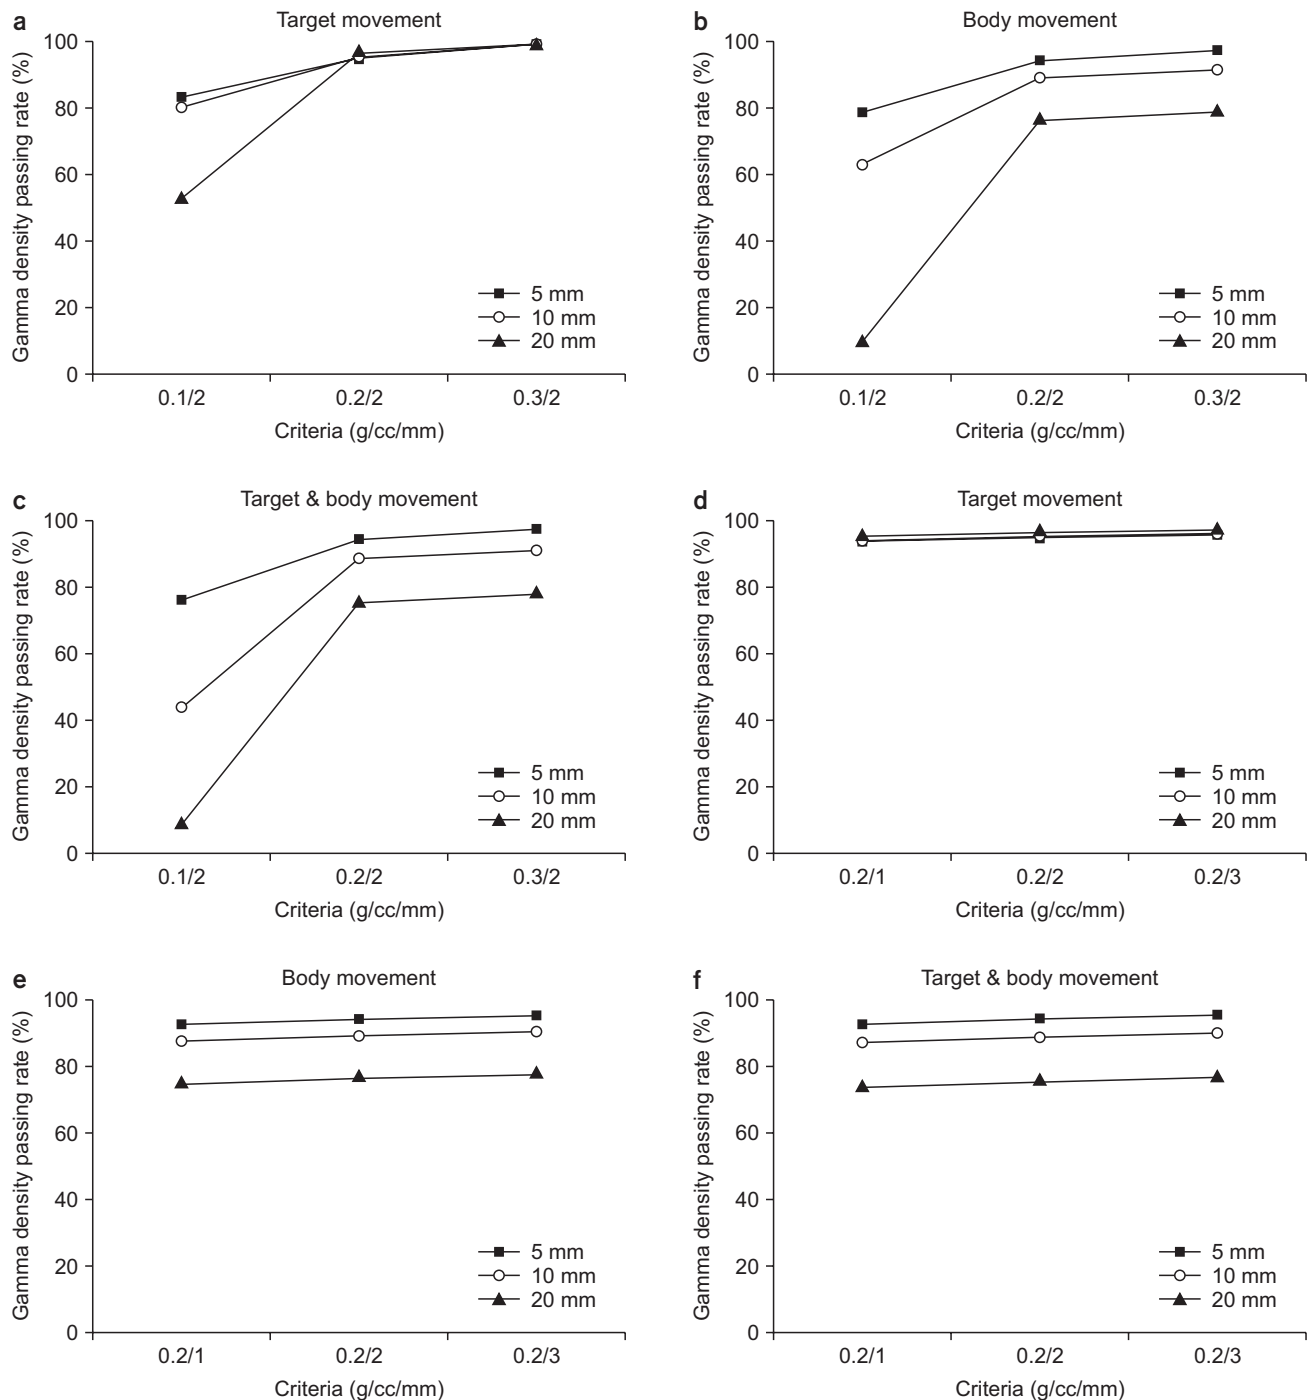 a
Target movement
Gamma density passing rate (%)
100
80
60
40
20
0
5 mm
10 mm
20 mm
0.1/2 0.2/2 0.3/2
Criteria (g/cc/mm)
b
Body movement
Gamma density passing rate (%)
100
80
60
40
20
0
5 mm
10 mm
20 mm
0.1/2 0.2/2 0.3/2
Criteria (g/cc/mm)
c
Target & body movement
Gamma density passing rate (%)
100
80
60
40
20
0
5 mm
10 mm
20 mm
0.1/2 0.2/2 0.3/2
Criteria (g/cc/mm)
d
Target movement
Gamma density passing rate (%)
100
80
60
40
20
0
5 mm
10 mm
20 mm
0.2/1 0.2/2 0.2/3
Criteria (g/cc/mm)
e
Body movement
Gamma density passing rate (%)
100
80
60
40
20
0
5 mm
10 mm
20 mm
0.2/1 0.2/2 0.2/3
Criteria (g/cc/mm)
f
Target & body movement
Gamma density passing rate (%)
100
80
60
40
20
0
5 mm
10 mm
20 mm
0.2/1 0.2/2 0.2/3
Criteria (g/cc/mm)